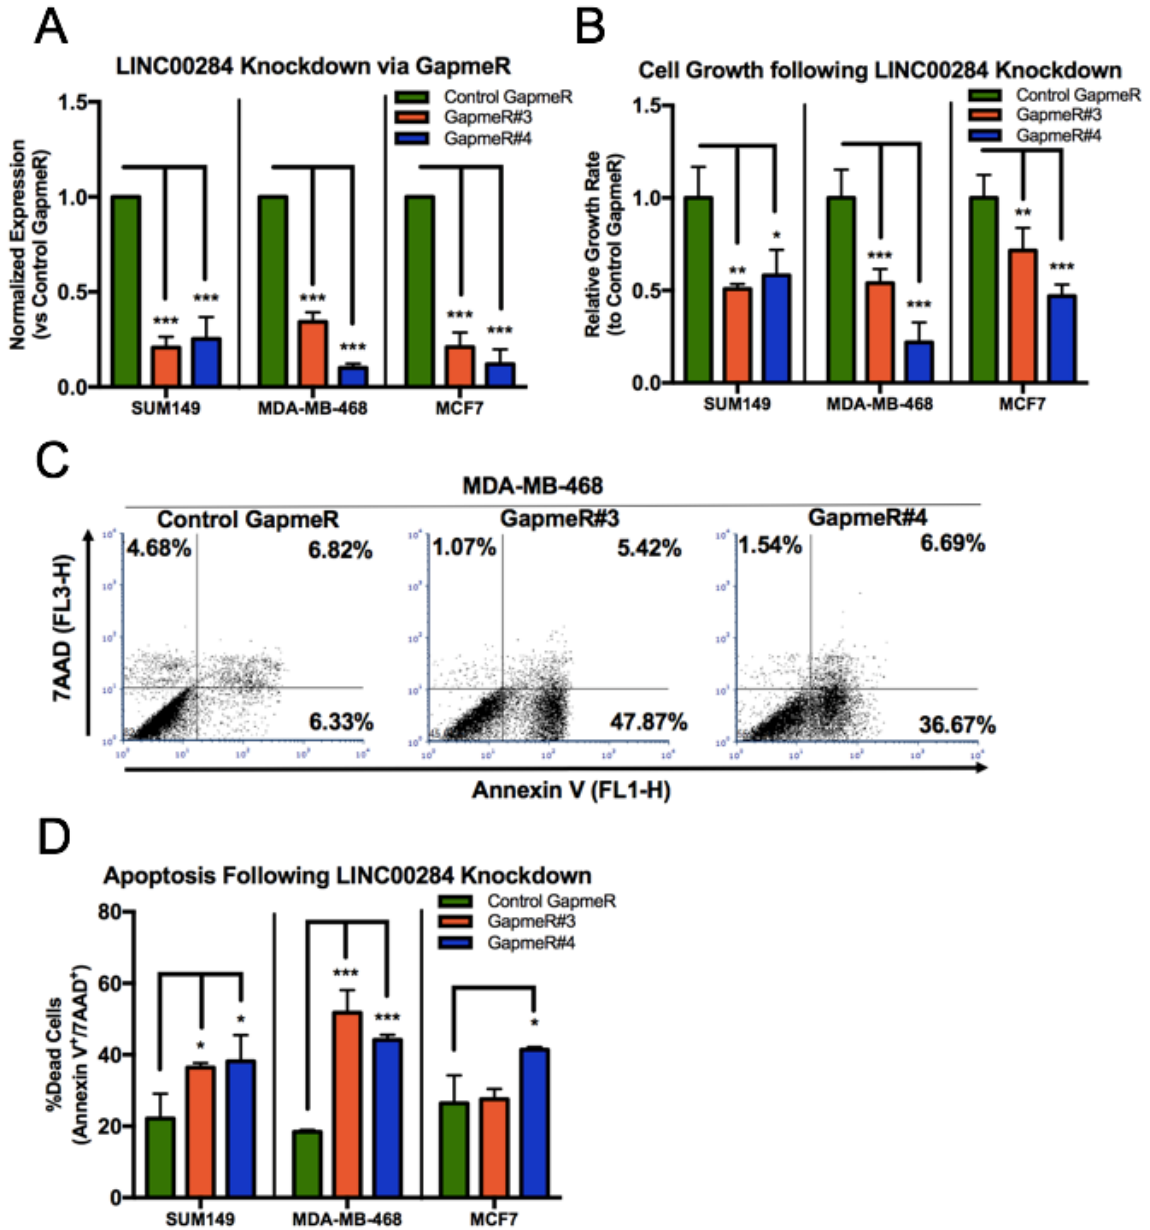 A
LINC00284 Knockdown via GapmeR
Control GapmeR
GapmeR#3
GapmeR#4
Normalized Expression
(vs Control GapmeR)
1.5
1.0
0.5
0.0
***
***
***
***
***
***
SUM149
MDA-MB-468
MCF7
B
Cell Growth following LINC00284 Knockdown
Control GapmeR
GapmeR#3
GapmeR#4
Relative Growth Rate
(to Control GapmeR)
1.5
1.0
0.5
0.0
**
*
***
***
**
***
SUM149
MDA-MB-468
MCF7
C
MDA-MB-468
Control GapmeR
GapmeR#3
GapmeR#4
7AAD (FL3-H)
4.68%
6.82%
6.33%
1.07%
5.42%
47.87%
1.54%
6.69%
36.67%
Annexin V (FL1-H)
D
Apoptosis Following LINC00284 Knockdown
Control GapmeR
GapmeR#3
GapmeR#4
%Dead Cells
(Annexin V⁺/7AAD⁺)
80
60
40
20
0
*
*
***
***
*
SUM149
MDA-MB-468
MCF7